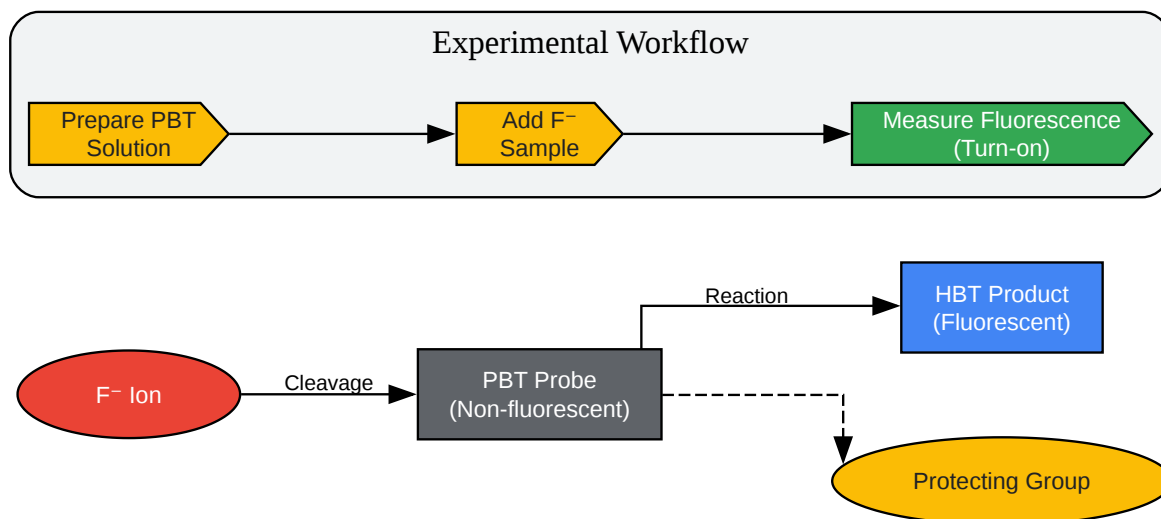 Experimental Workflow
Prepare PBT
Solution
Add F⁻
Sample
Measure Fluorescence
(Turn-on)
Reaction
HBT Product
(Fluorescent)
F⁻ Ion
Cleavage
PBT Probe
(Non-fluorescent)
Protecting Group